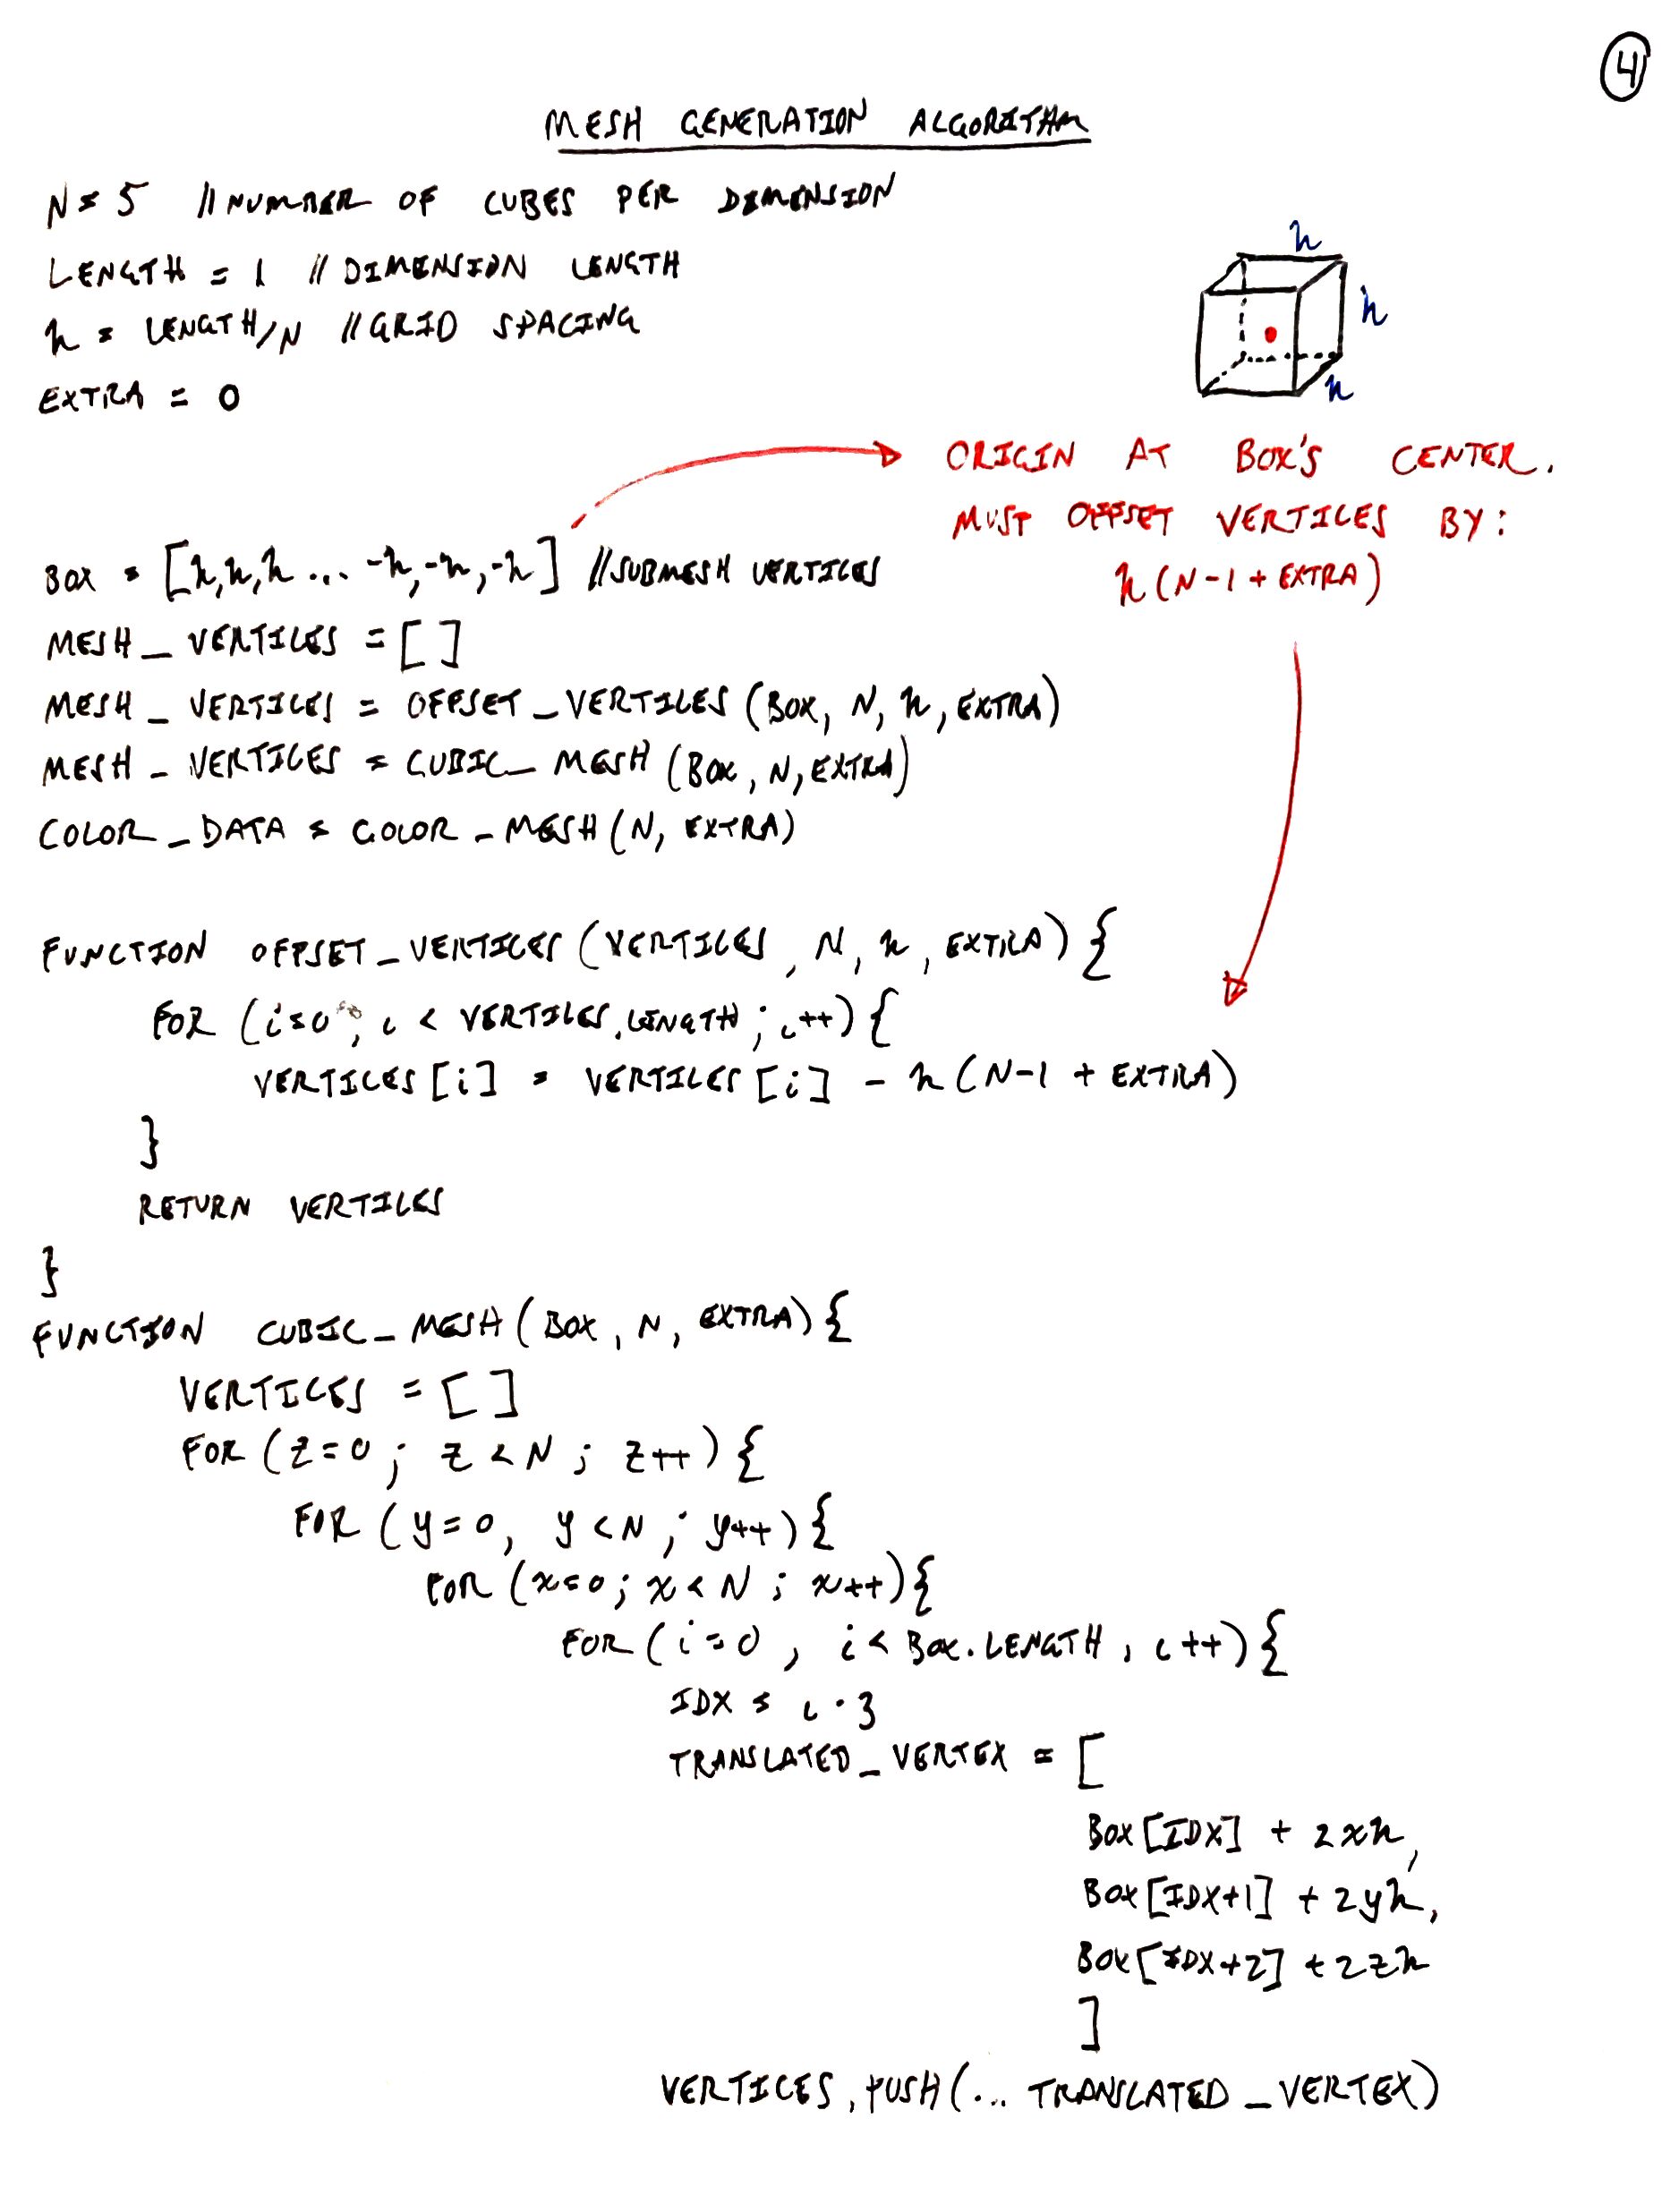 4
MESH GENERATION ALGORITHM
N = 5 // NUMBER OF CUBES PER DIMENSION
LENGTH = 1 // DIMENSION LENGTH
h = LENGTH/N // GRID SPACING
EXTRA = 0
h
h
h
ORIGIN AT BOX'S CENTER.
MUST OFFSET VERTICES BY:
h(N-1+EXTRA)
BOX = [h,h,h ... -h,-h,-h] // SUBMESH VERTICES
MESH_VERTICES = [ ]
MESH_VERTICES = OFFSET_VERTICES (BOX, N, h, EXTRA)
MESH_VERTICES = CUBIC_MESH (BOX, N, EXTRA)
COLOR_DATA = COLOR_MESH (N, EXTRA)
FUNCTION OFFSET_VERTICES (VERTICES, N, h, EXTRA) {
FOR (i=0; i < VERTICES.LENGTH; i++) {
VERTICES[i] = VERTICES[i] - h(N-1 + EXTRA)
}
RETURN VERTICES
}
FUNCTION CUBIC_MESH (BOX, N, EXTRA) {
VERTICES = [ ]
FOR (z=0; z < N; z++) {
FOR (y=0, y < N; y++) {
FOR (x=0; x < N; x++) {
FOR (i=0, i < BOX.LENGTH, i++) {
IDX = i · 3
TRANSLATED_VERTEX = [
BOX[IDX] + 2xh,
BOX[IDX+1] + 2yh,
BOX[IDX+2] + 2zh
]
VERTICES.PUSH(... TRANSLATED_VERTEX)